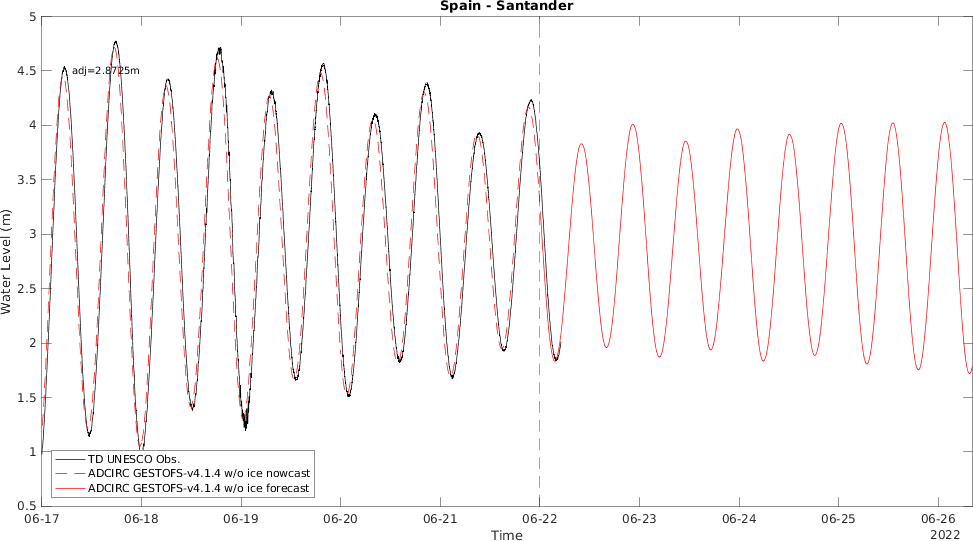 Spain - Santander
5
4.5
4
3.5
3
2.5
2
1.5
1
0.5
Water Level (m)
adj=2.8725m
TD UNESCO Obs.
ADCIRC GESTOFS-v4.1.4 w/o ice nowcast
ADCIRC GESTOFS-v4.1.4 w/o ice forecast
06-17 06-18 06-19 06-20 06-21 06-22 06-23 06-24 06-25 06-26
2022
Time